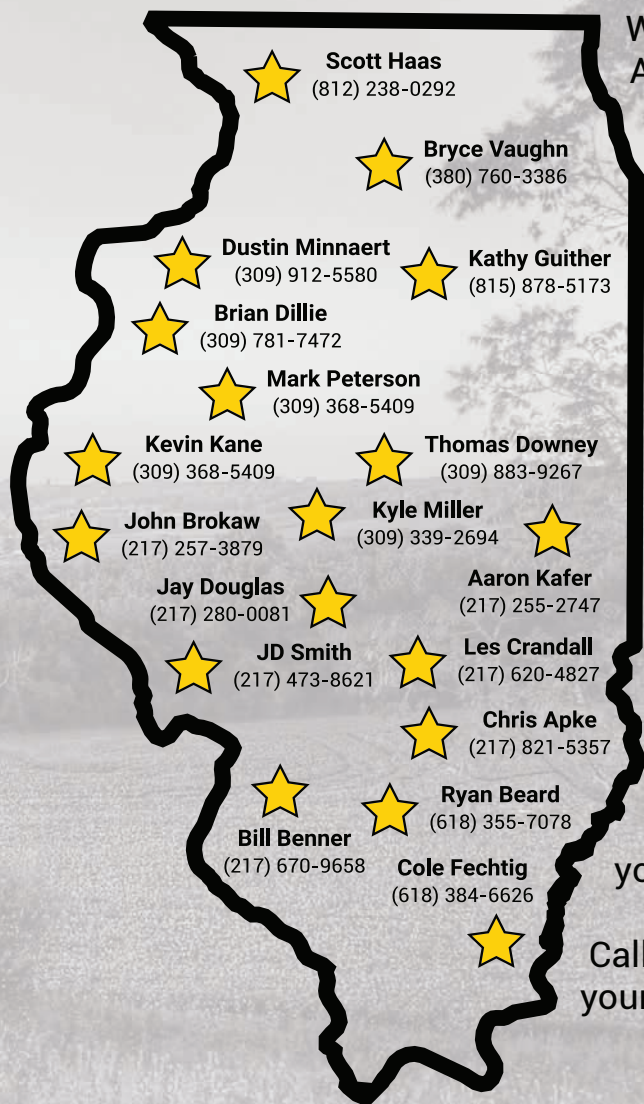 Scott Haas
(812) 238-0292
Bryce Vaughn
(380) 760-3386
Dustin Minnaert
(309) 912-5580
Kathy Guither
(815) 878-5173
Brian Dillie
(309) 781-7472
Mark Peterson
(309) 368-5409
Kevin Kane
(309) 368-5409
Thomas Downey
(309) 883-9267
John Brokaw
(217) 257-3879
Kyle Miller
(309) 339-2694
Aaron Kafer
(217) 255-2747
Jay Douglas
(217) 280-0081
JD Smith
(217) 473-8621
Les Crandall
(217) 620-4827
Chris Apke
(217) 821-5357
Ryan Beard
(618) 355-7078
Bill Benner
(217) 670-9658
Cole Fechtig
(618) 384-6626
Call
your